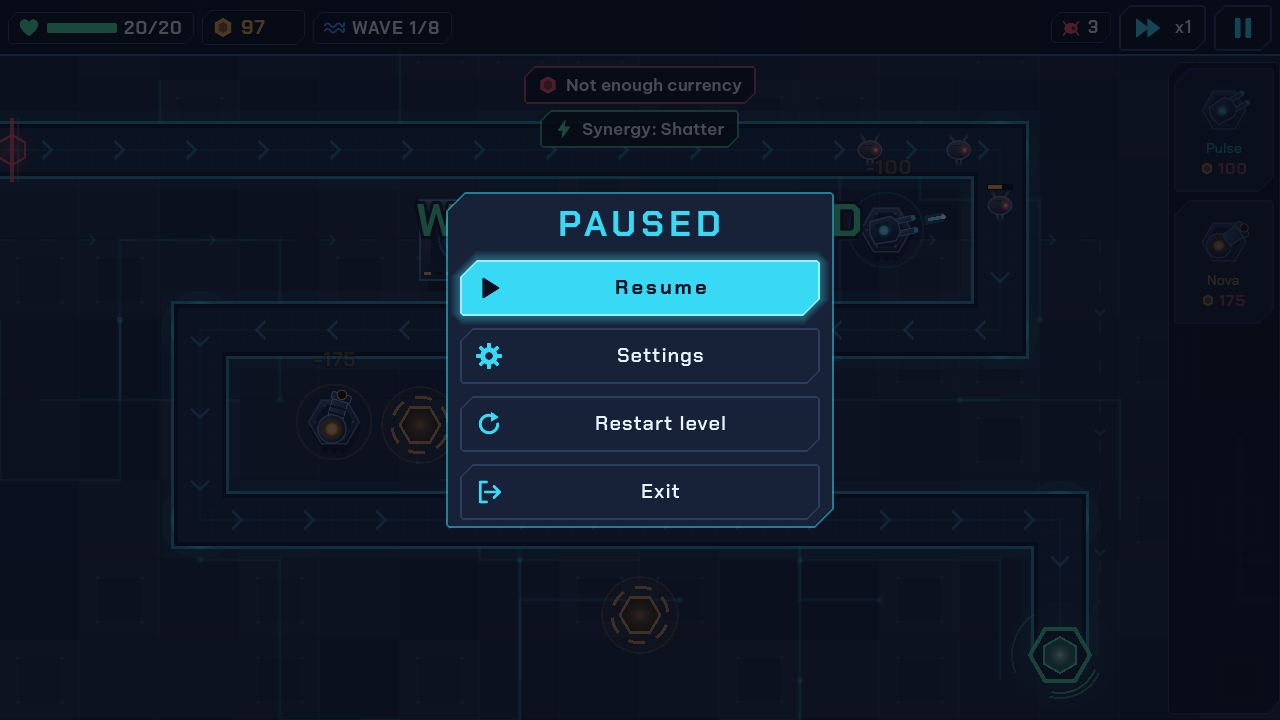 20/20
97
WAVE 1/8
3
x1
Not enough currency
Synergy: Shatter
-100
Pulse
100
Nova
175
PAUSED
Resume
Settings
Restart level
Exit
-175